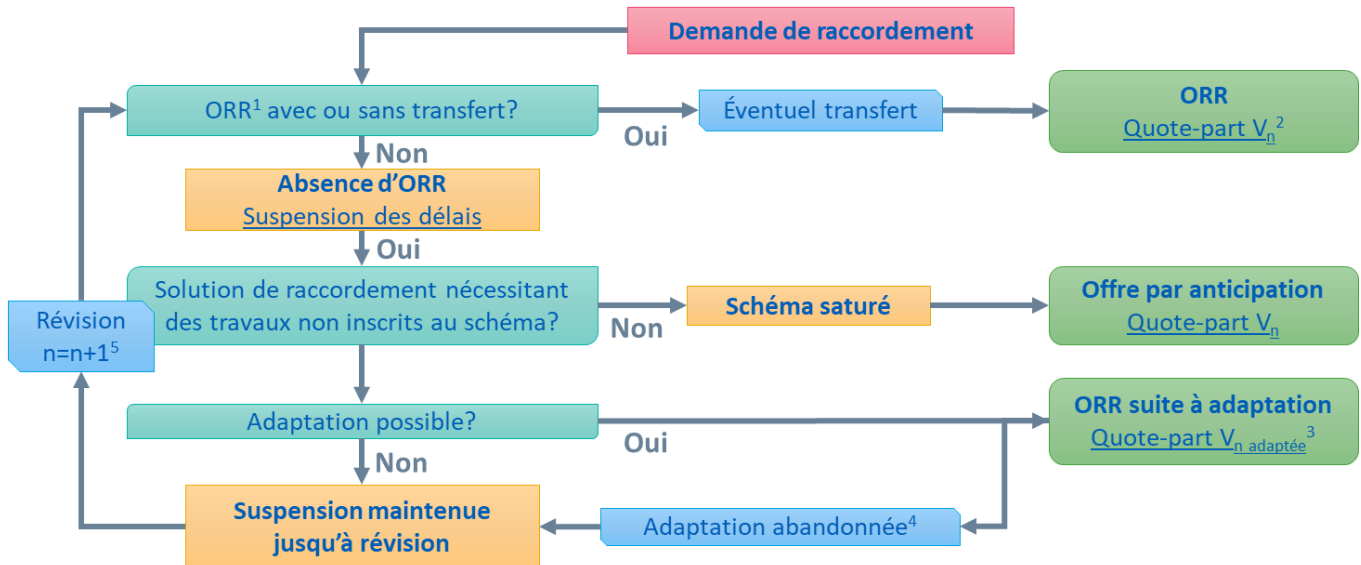 Demande de raccordement
ORR¹ avec ou sans transfert?
Oui
Éventuel transfert
ORR
Quote-part Vn²
Non
Absence d'ORR
Suspension des délais
Oui
Solution de raccordement nécessitant
des travaux non inscrits au schéma?
Non
Schéma saturé
Offre par anticipation
Quote-part Vn
Révision
n=n+1⁵
Adaptation possible?
Oui
ORR suite à adaptation
Quote-part Vn adaptée³
Non
Suspension maintenue
jusqu'à révision
Adaptation abandonnée⁴